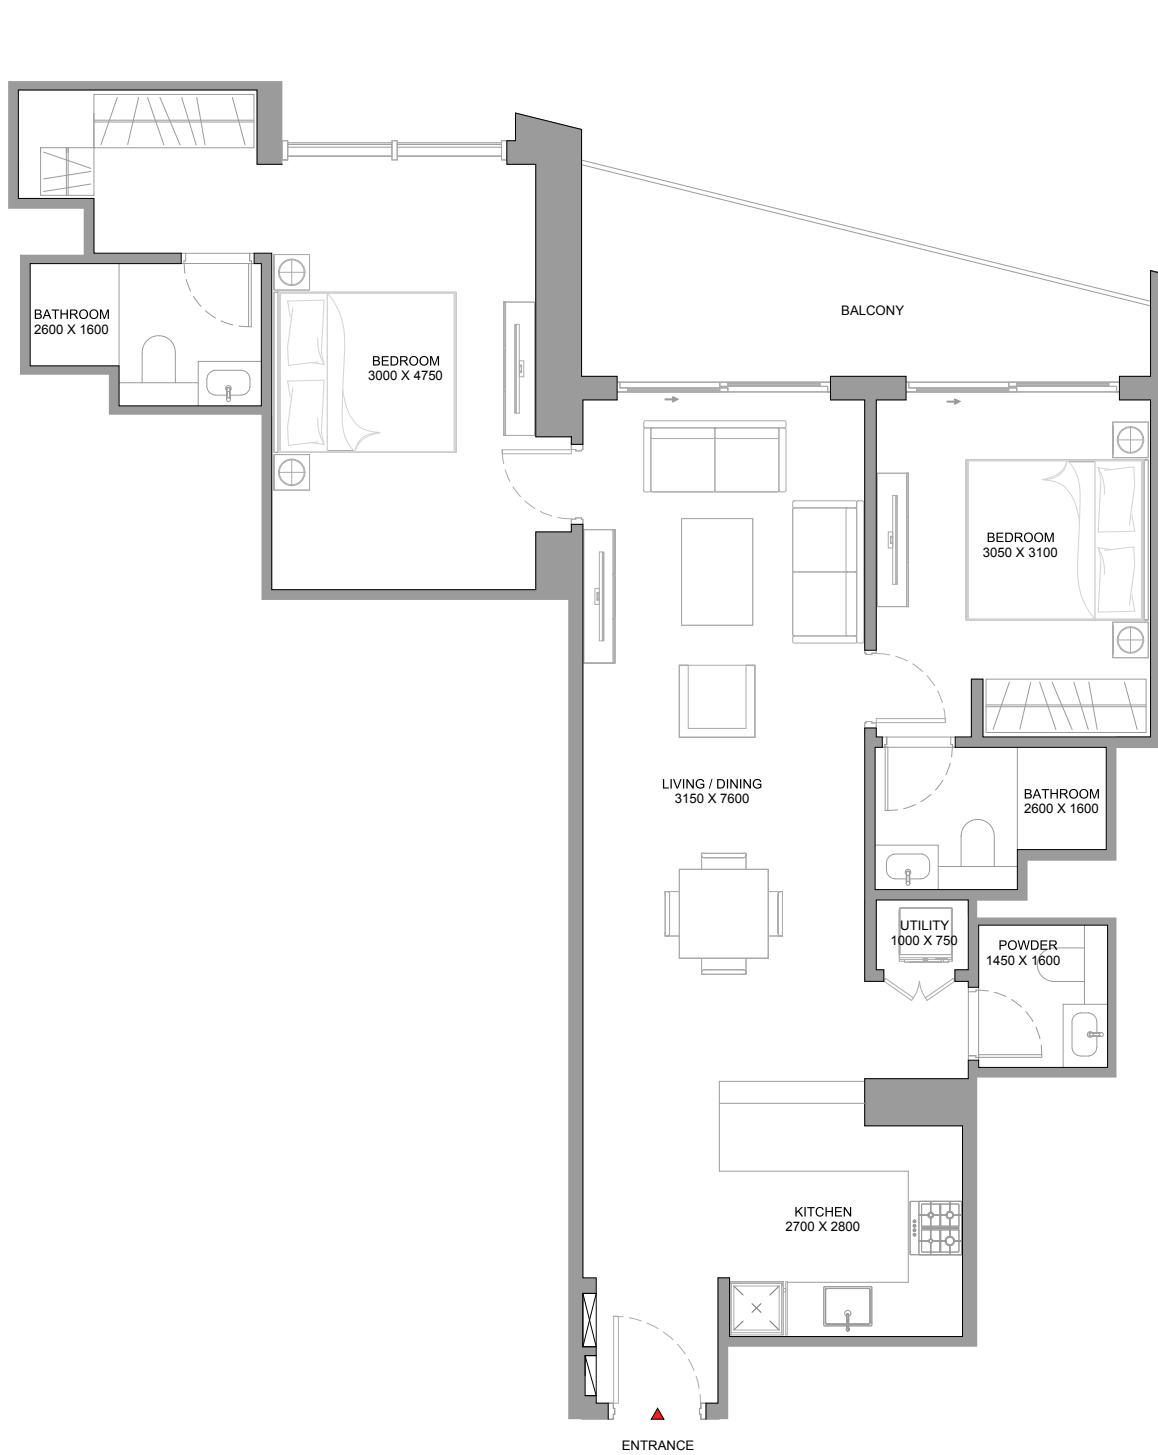 BALCONY
BATHROOM
2600 X 1600
BEDROOM
3000 X 4750
BEDROOM
3050 X 3100
LIVING / DINING
3150 X 7600
BATHROOM
2600 X 1600
UTILITY
1000 X 750
POWDER
1450 X 1600
KITCHEN
2700 X 2800
ENTRANCE